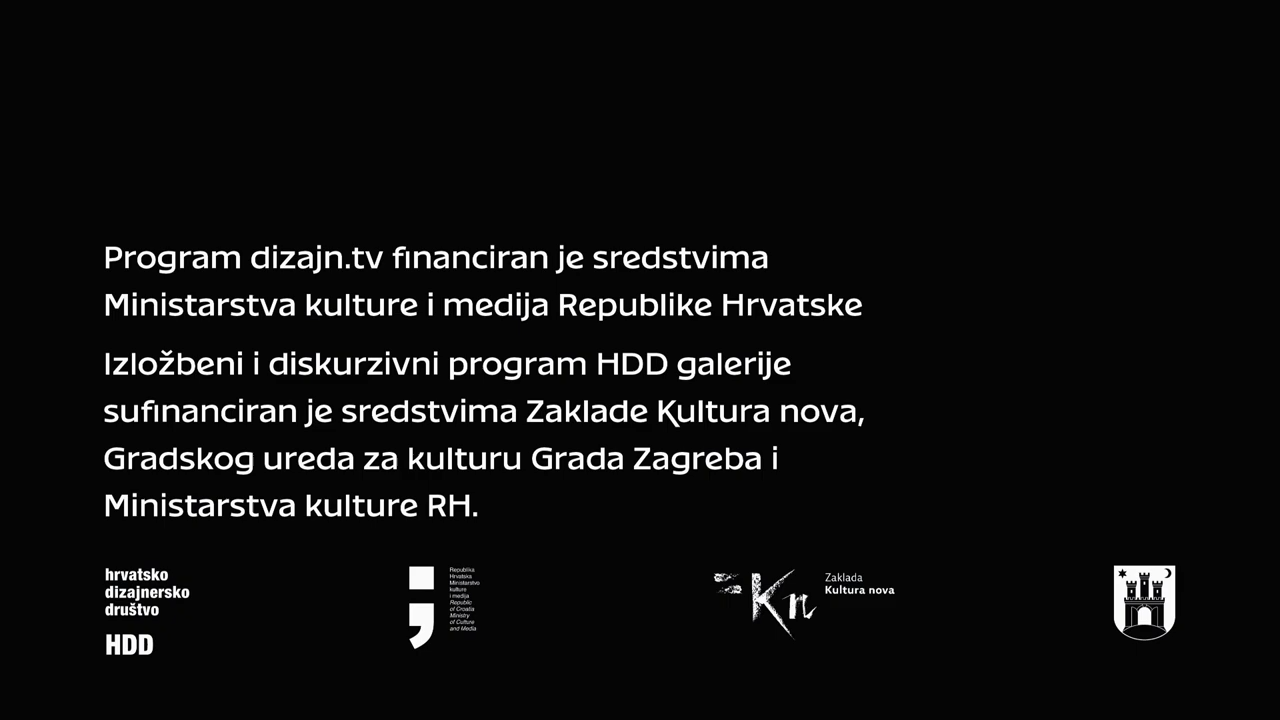 Program dizajn.tv financiran je sredstvima
Ministarstva kulture i medija Republike Hrvatske
Izložbeni i diskurzivni program HDD galerije
sufinanciran je sredstvima Zaklade Kultura nova,
Gradskog ureda za kulturu Grada Zagreba i
Ministarstva kulture RH.
hrvatsko
dizajnersko
društvo
HDD
Republika
Hrvatska
Ministarstvo
kulture
i medija
Republic
of Croatia
Ministry
of Culture
and Media
Kn
Zaklada
Kultura nova